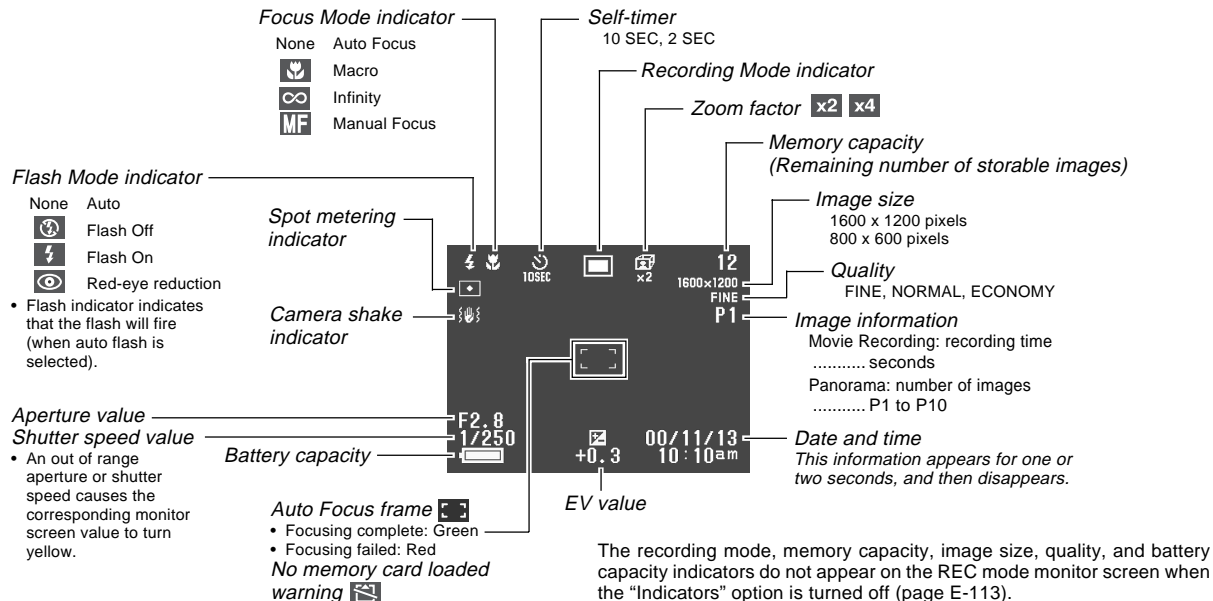 Focus Mode indicator
None Auto Focus
Macro
Infinity
MF Manual Focus
Self-timer
10 SEC, 2 SEC
Recording Mode indicator
Zoom factor x2 x4
Memory capacity
(Remaining number of storable images)
Image size
1600 x 1200 pixels
800 x 600 pixels
Quality
FINE, NORMAL, ECONOMY
Image information
Movie Recording: recording time
........... seconds
Panorama: number of images
........... P1 to P10
Date and time
This information appears for one or
two seconds, and then disappears.
Flash Mode indicator
None Auto
Flash Off
Flash On
Red-eye reduction
• Flash indicator indicates
that the flash will fire
(when auto flash is
selected).
Spot metering
indicator
Camera shake
indicator
Aperture value
Shutter speed value
• An out of range
aperture or shutter
speed causes the
corresponding monitor
screen value to turn
yellow.
Battery capacity
10SEC
x2
12
1600×1200
FINE
P1
F2.8
1/250
+0.3
00/11/13
10:10am
EV value
Auto Focus frame
• Focusing complete: Green
• Focusing failed: Red
No memory card loaded
warning
The recording mode, memory capacity, image size, quality, and battery
capacity indicators do not appear on the REC mode monitor screen when
the “Indicators” option is turned off (page E-113).